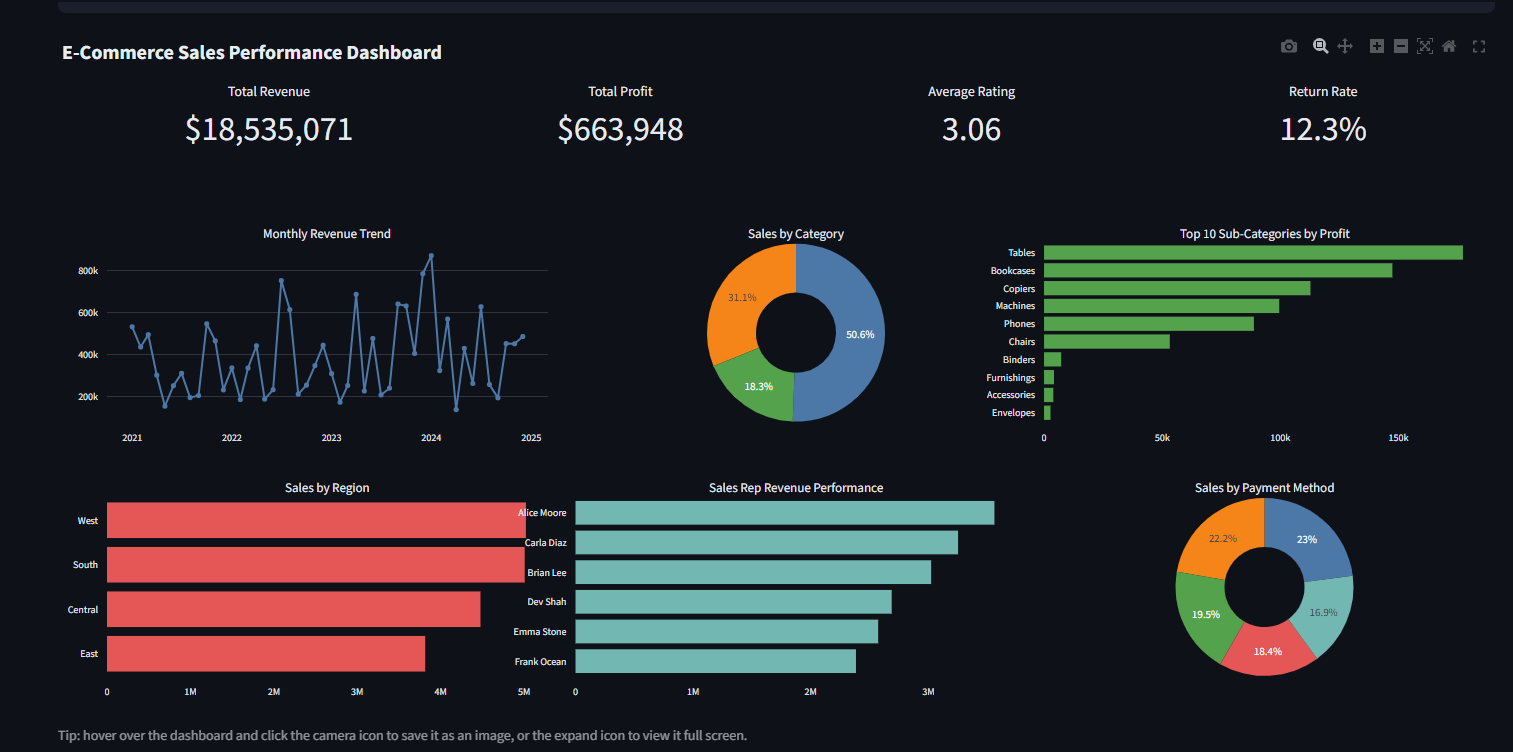 E-Commerce Sales Performance Dashboard
Total Revenue
$18,535,071
Total Profit
$663,948
Average Rating
3.06
Return Rate
12.3%
Monthly Revenue Trend
800k
600k
400k
200k
2021 2022 2023 2024 2025
Sales by Category
50.6%
31.1%
18.3%
Top 10 Sub-Categories by Profit
Tables
Bookcases
Copiers
Machines
Phones
Chairs
Binders
Furnishings
Accessories
Envelopes
0 50k 100k 150k
Sales by Region
West
South
Central
East
0 1M 2M 3M 4M 5M
Sales Rep Revenue Performance
Alice Moore
Carla Diaz
Brian Lee
Dev Shah
Emma Stone
Frank Ocean
0 1M 2M 3M
Sales by Payment Method
23%
22.2%
16.9%
19.5%
18.4%
Tip: hover over the dashboard and click the camera icon to save it as an image, or the expand icon to view it full screen.